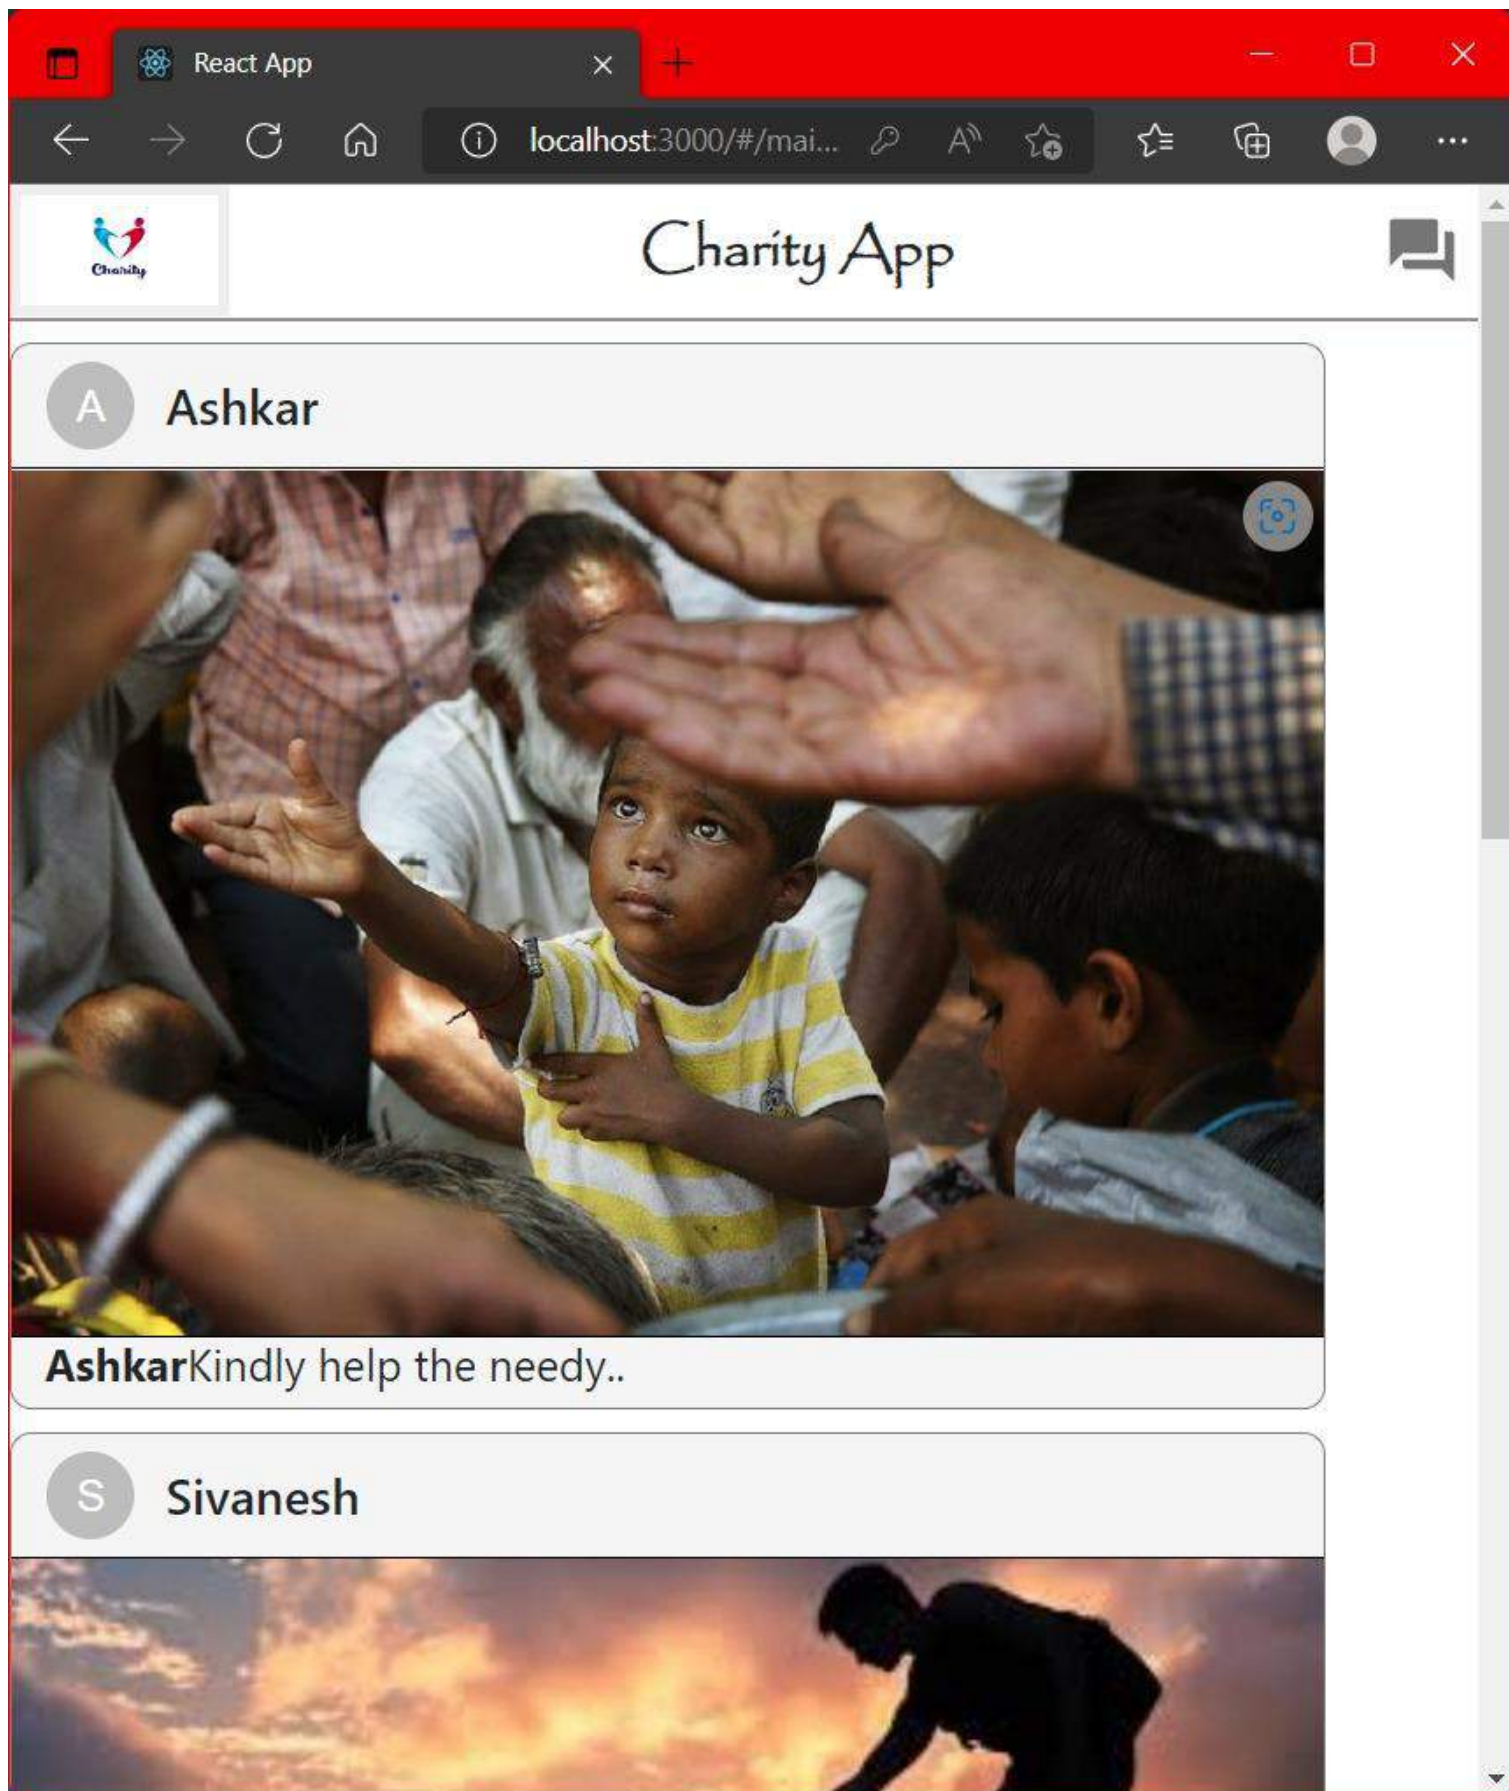 React App
localhost:3000/#/mai...
Charity
Charity App
A Ashkar
AshkarKindly help the needy..
S Sivanesh